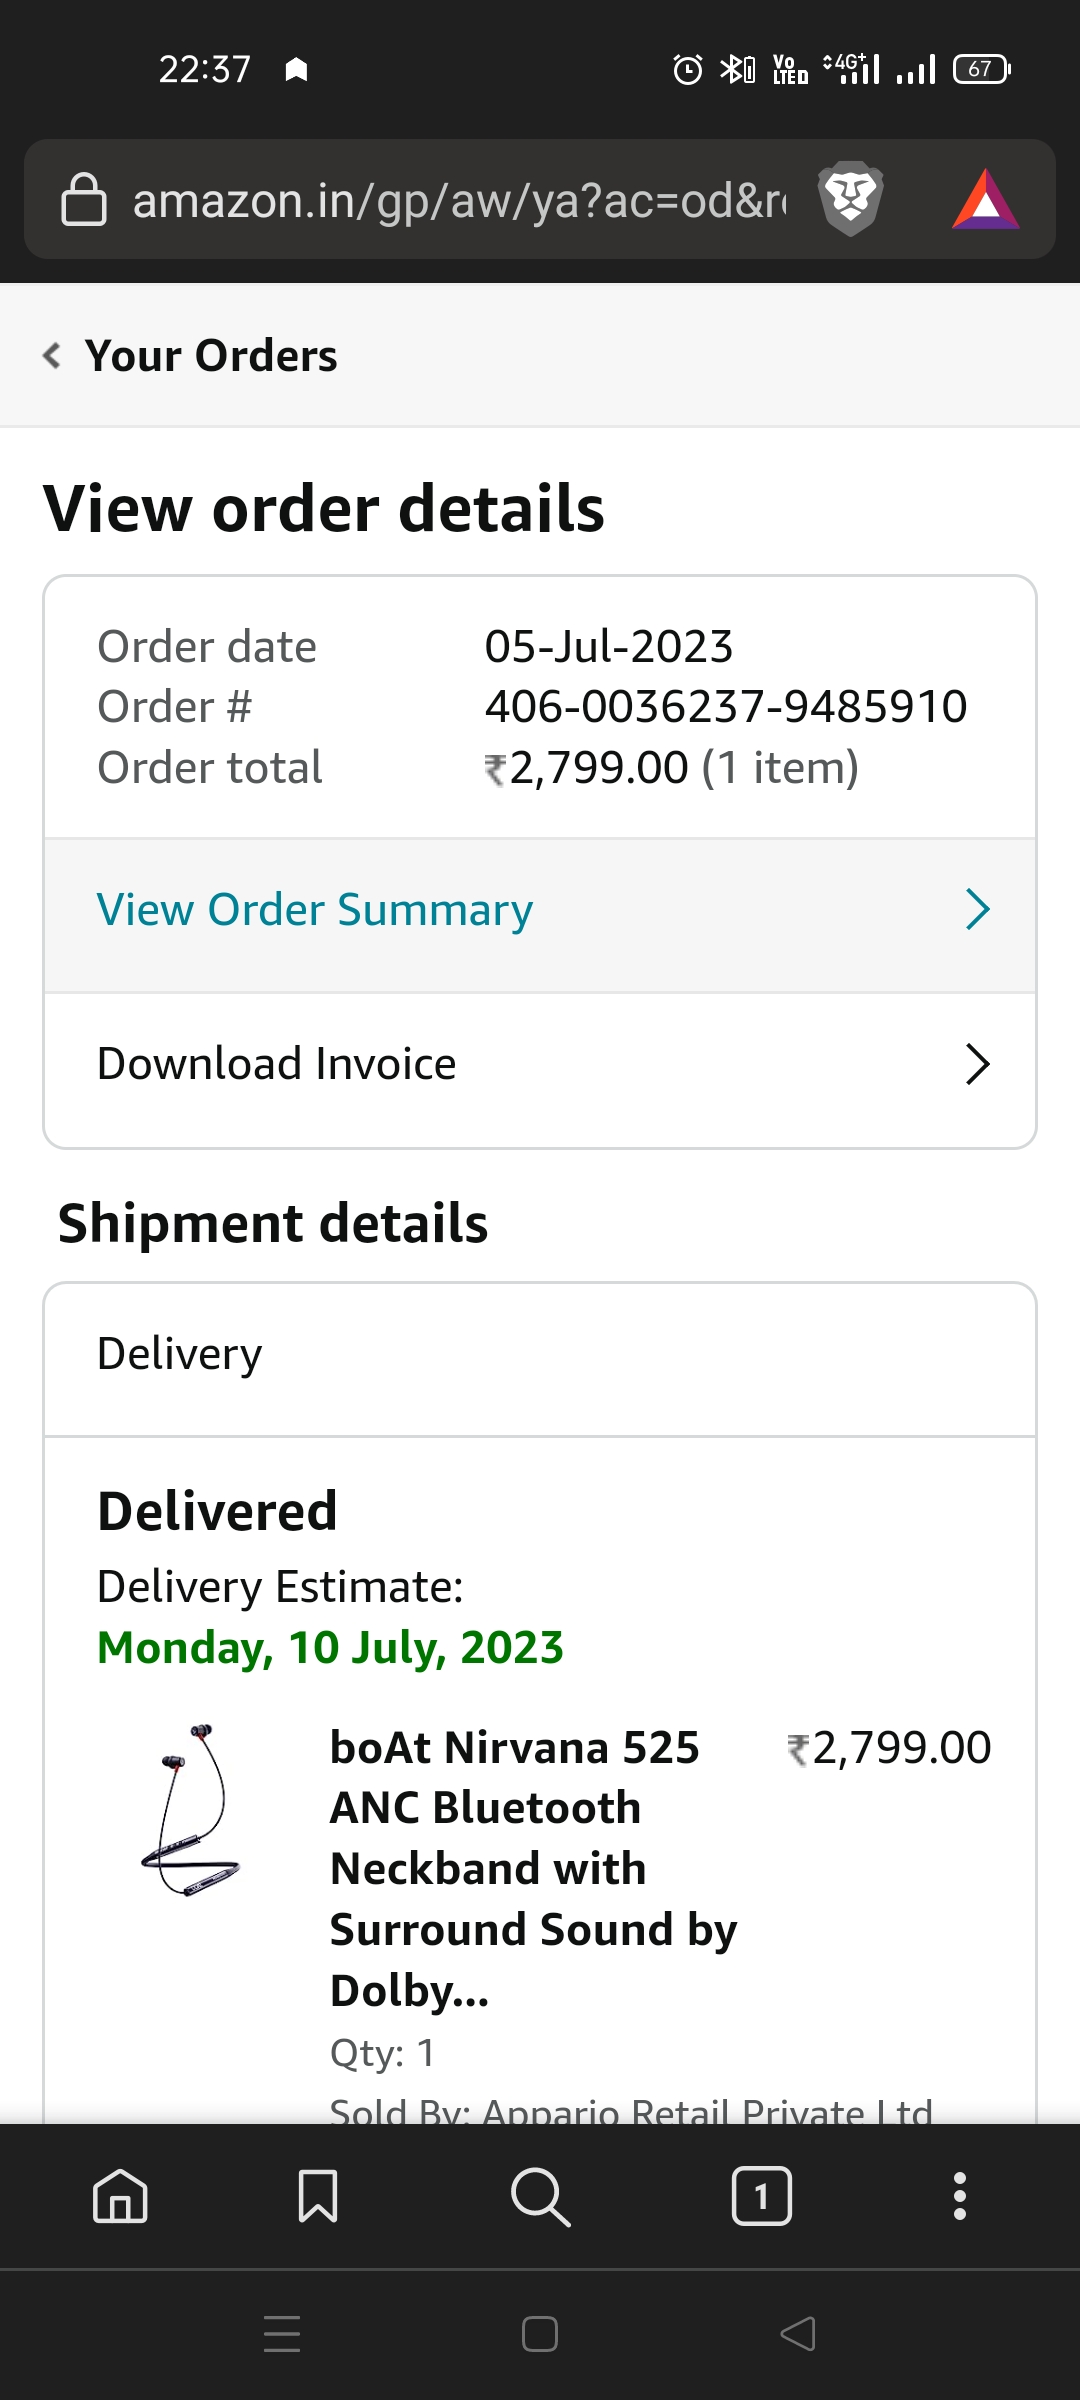 22:37
Vo LTE 4G+ 67
amazon.in/gp/aw/ya?ac=od&r
Your Orders
View order details
Order date 05-Jul-2023
Order # 406-0036237-9485910
Order total ₹2,799.00 (1 item)
View Order Summary
Download Invoice
Shipment details
Delivery
Delivered
Delivery Estimate:
Monday, 10 July, 2023
boAt Nirvana 525 ₹2,799.00
ANC Bluetooth
Neckband with
Surround Sound by
Dolby...
Qty: 1
Sold By: Appario Retail Private Ltd
1